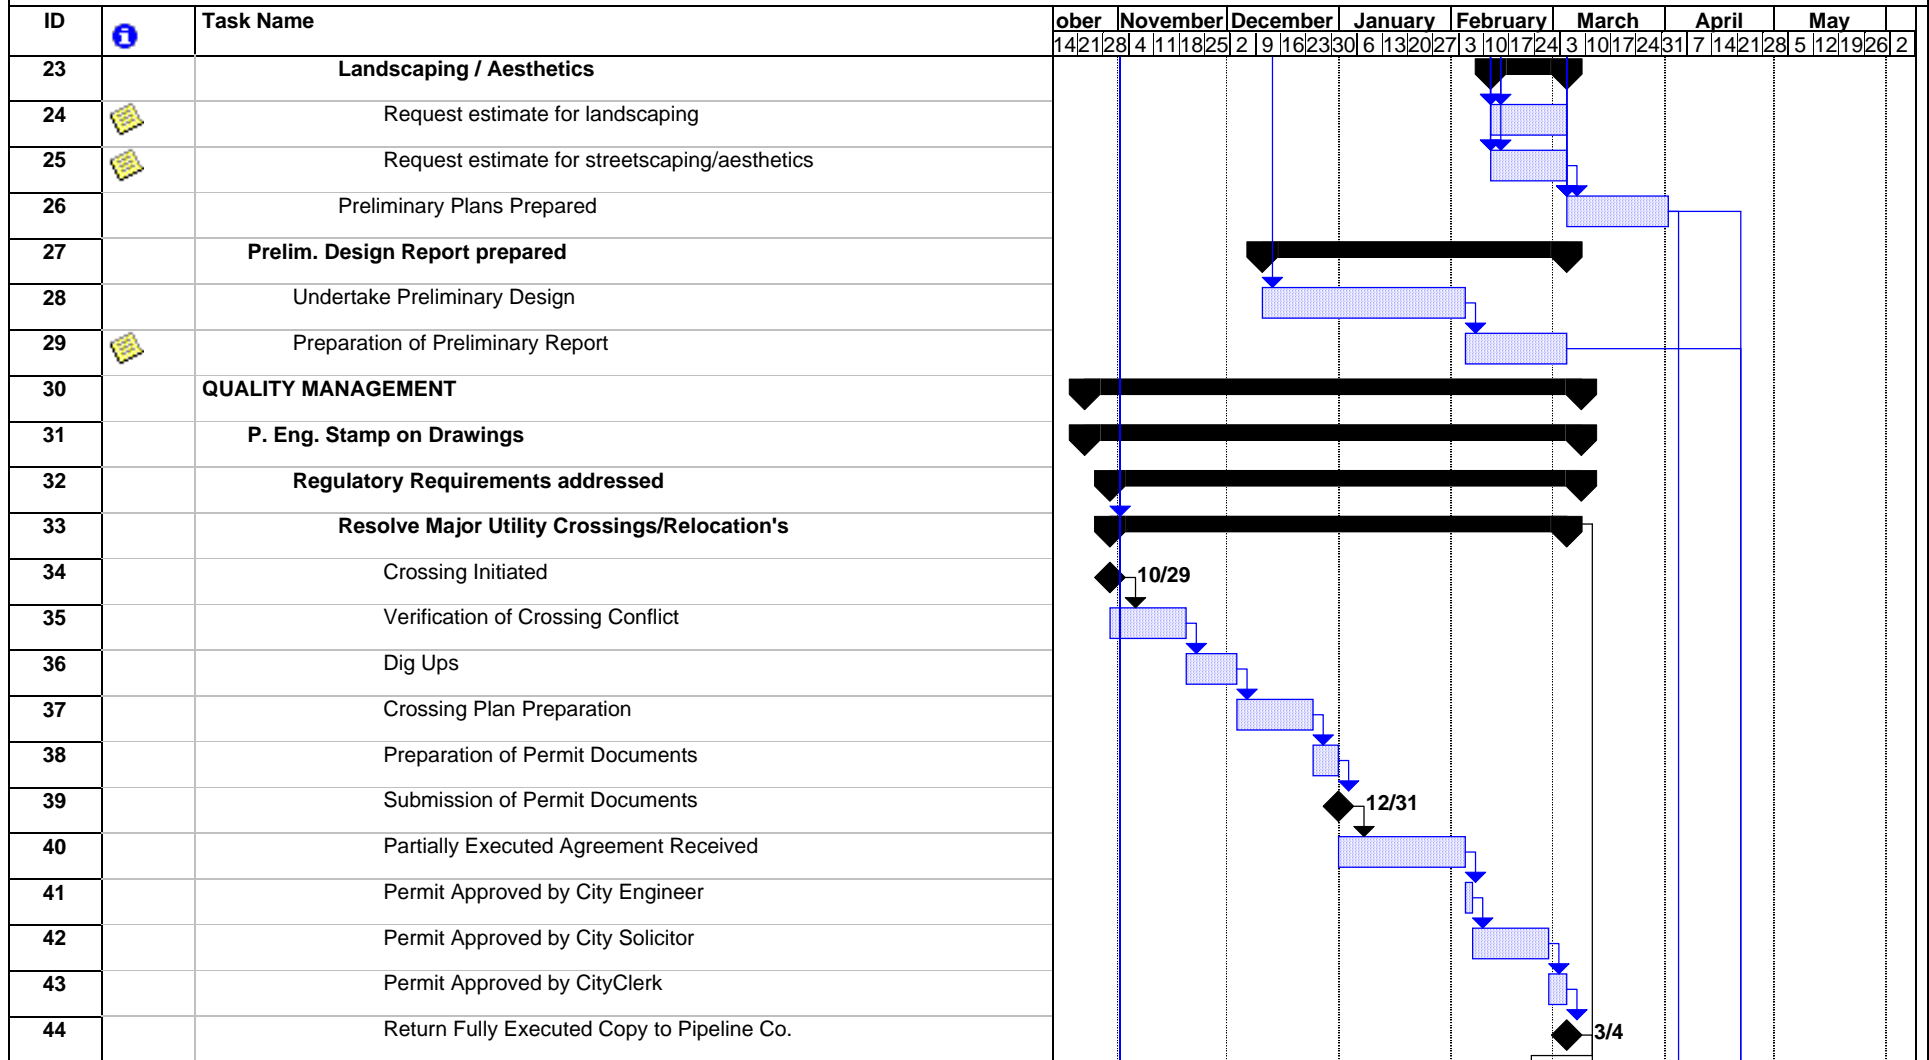 ID Task Name ober November December January February March April May
14 21 28 4 11 18 25 2 9 16 23 30 6 13 20 27 3 10 17 24 3 10 17 24 31 7 14 21 28 5 12 19 26 2
23 Landscaping / Aesthetics
24 Request estimate for landscaping
25 Request estimate for streetscaping/aesthetics
26 Preliminary Plans Prepared
27 Prelim. Design Report prepared
28 Undertake Preliminary Design
29 Preparation of Preliminary Report
30 QUALITY MANAGEMENT
31 P. Eng. Stamp on Drawings
32 Regulatory Requirements addressed
33 Resolve Major Utility Crossings/Relocation's
34 Crossing Initiated 10/29
35 Verification of Crossing Conflict
36 Dig Ups
37 Crossing Plan Preparation
38 Preparation of Permit Documents
39 Submission of Permit Documents 12/31
40 Partially Executed Agreement Received
41 Permit Approved by City Engineer
42 Permit Approved by City Solicitor
43 Permit Approved by CityClerk
44 Return Fully Executed Copy to Pipeline Co. 3/4